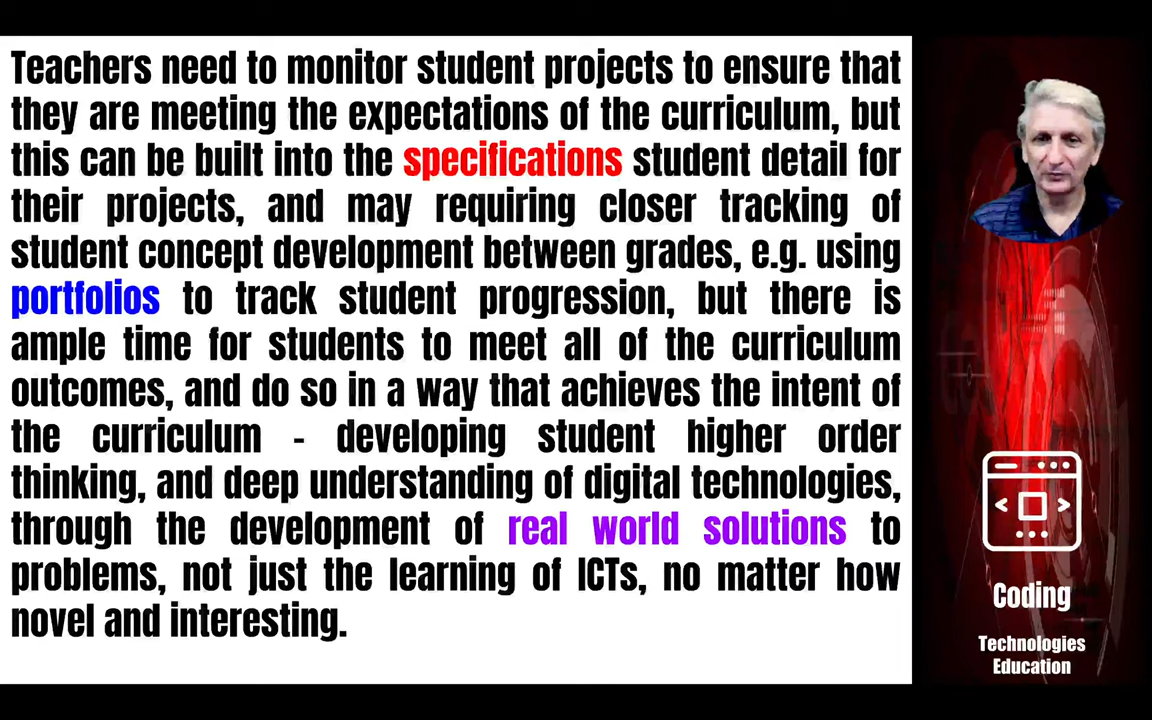 Teachers need to monitor student projects to ensure that
they are meeting the expectations of the curriculum, but
this can be built into the specifications student detail for
their projects, and may requiring closer tracking of
student concept development between grades, e.g. using
portfolios to track student progression, but there is
ample time for students to meet all of the curriculum
outcomes, and do so in a way that achieves the intent of
the curriculum - developing student higher order
thinking, and deep understanding of digital technologies,
through the development of real world solutions to
problems, not just the learning of ICTs, no matter how
novel and interesting.
Coding
Technologies
Education